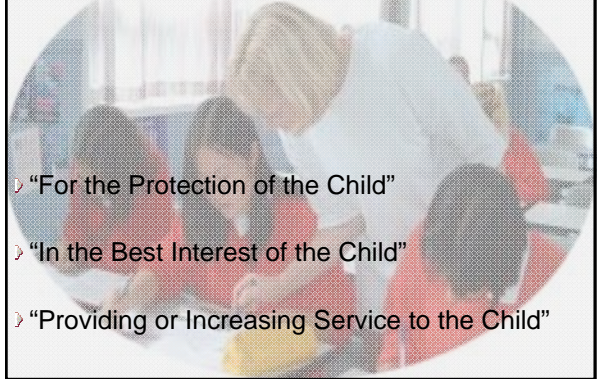 “For the Protection of the Child”
“In the Best Interest of the Child”
“Providing or Increasing Service to the Child”